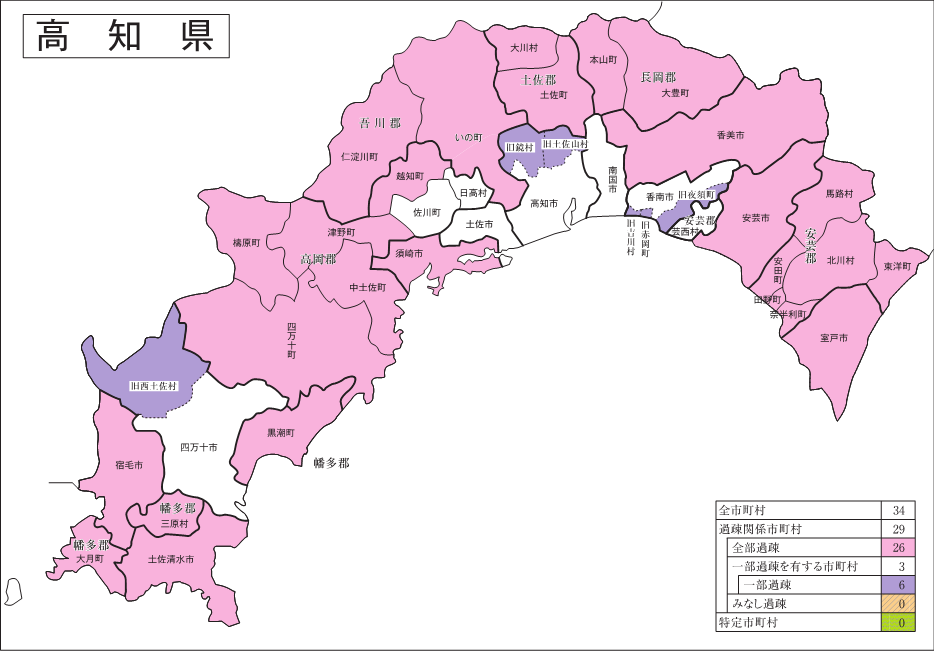 高知県
大川村
土佐郡
土佐町
本山町
長岡郡
大豊町
吾川郡
いの町
仁淀川町
香美市
旧鏡村
旧土佐山村
越知町
日高村
佐川町
土佐市
高知市
南国市
香南市
旧夜須町
安芸郡
芸西村
旧吉川村
旧赤岡町
安芸市
馬路村
安芸郡
北川村
東洋町
安田町
田野町
奈半利町
室戸市
梼原町
津野町
高岡郡
須崎市
中土佐町
四万十町
旧西土佐村
四万十市
黒潮町
幡多郡
宿毛市
幡多郡
三原村
幡多郡
大月町
土佐清水市
全市町村 34
過疎関係市町村 29
全部過疎 26
一部過疎を有する市町村 3
一部過疎 6
みなし過疎 0
特定市町村 0